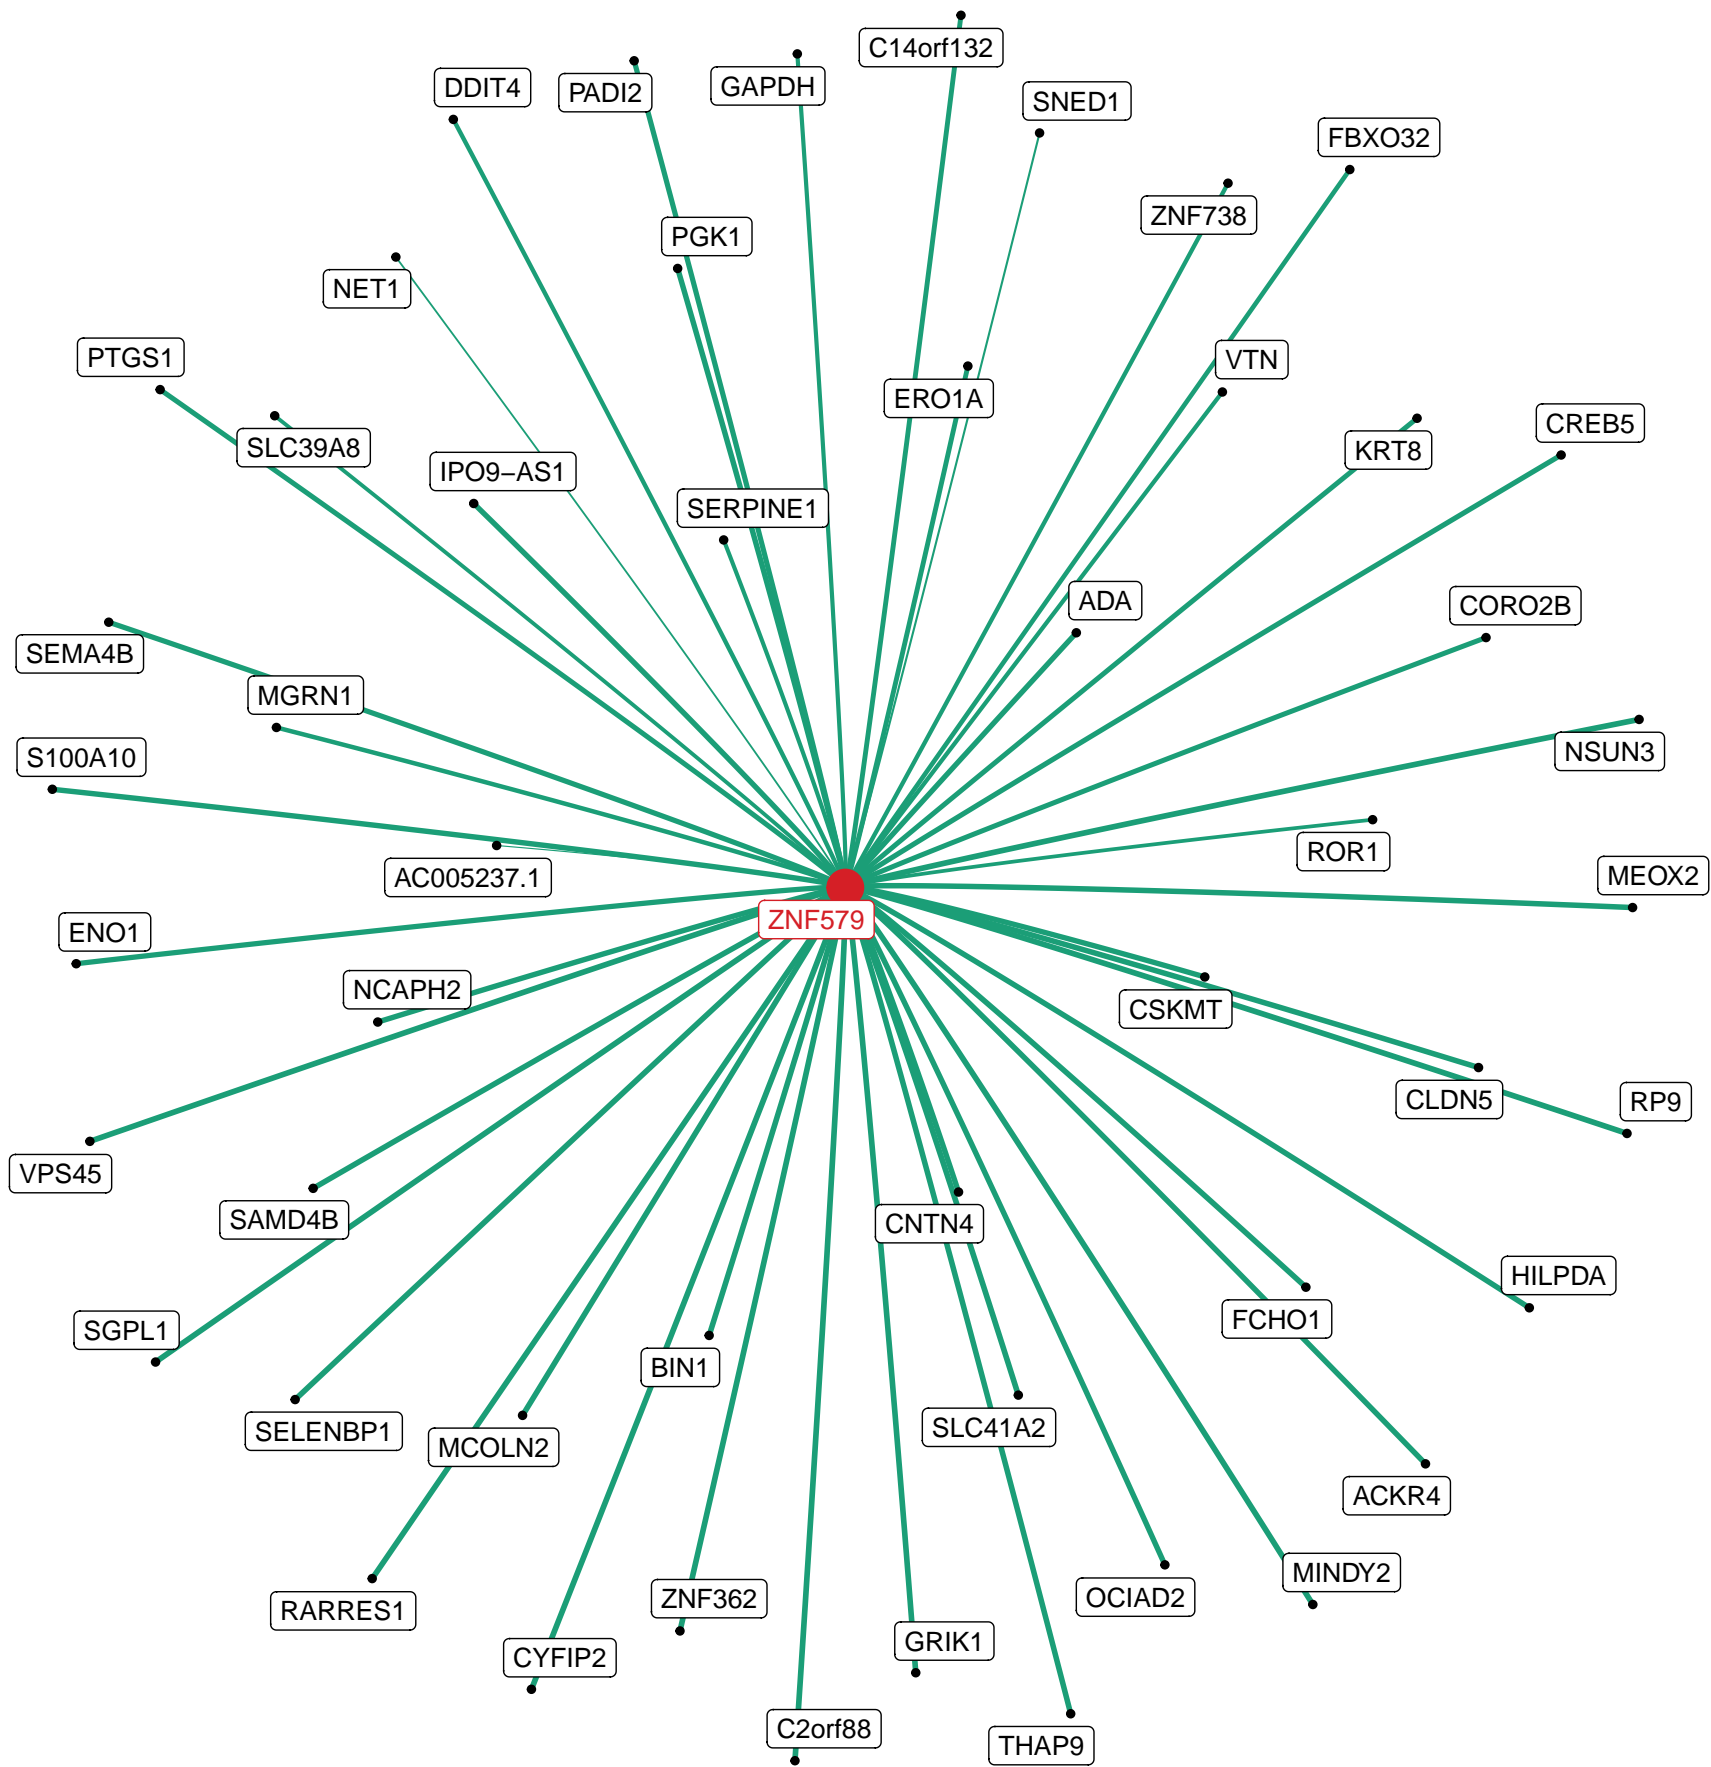 C14orf132
DDIT4
PADI2
GAPDH
SNED1
FBXO32
ZNF738
PGK1
NET1
PTGS1
VTN
ERO1A
CREB5
SLC39A8
KRT8
IPO9−AS1
SERPINE1
ADA
CORO2B
SEMA4B
MGRN1
NSUN3
S100A10
ROR1
AC005237.1
MEOX2
ZNF579
ENO1
NCAPH2
CSKMT
CLDN5
RP9
VPS45
SAMD4B
CNTN4
HILPDA
FCHO1
SGPL1
BIN1
SLC41A2
SELENBP1
MCOLN2
ACKR4
MINDY2
OCIAD2
ZNF362
RARRES1
GRIK1
CYFIP2
C2orf88
THAP9